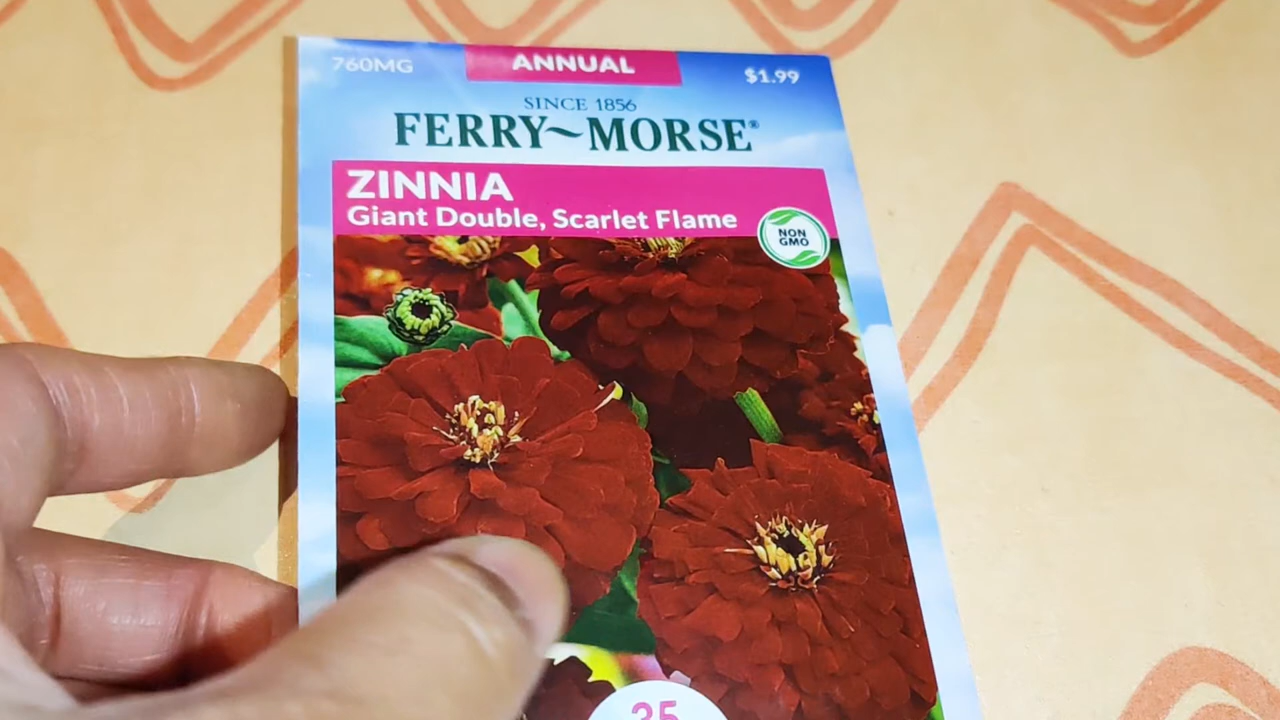 760MG
ANNUAL
$1.99
SINCE 1856
FERRY~MORSE®
ZINNIA
Giant Double, Scarlet Flame
NON
GMO
35